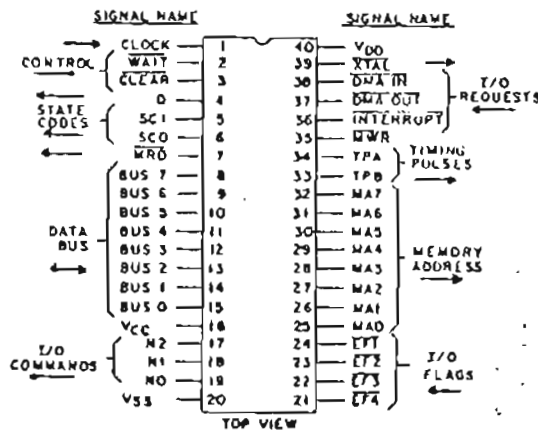 SIGNAL NAME SIGNAL NAME
CLOCK 1 40 VDD
CONTROL WAIT 2 39 XTAL
CLEAR 3 38 DMA IN I/O
Q 4 37 DMA OUT REQUESTS
STATE CODES SC1 5 36 INTERRUPT
SC0 6 35 MWR
MRD 7 34 TPA TIMING
BUS 7 8 33 TPB PULSES
BUS 6 9 32 MA7
BUS 5 10 31 MA6
DATA BUS 4 11 30 MA5
BUS BUS 3 12 29 MA4 MEMORY
BUS 2 13 28 MA3 ADDRESS
BUS 1 14 27 MA2
BUS 0 15 26 MA1
VCC 16 25 MA0
I/O N2 17 24 EF1
COMMANDS N1 18 23 EF2 I/O
N0 19 22 EF3 FLAGS
VSS 20 21 EF4
TOP VIEW